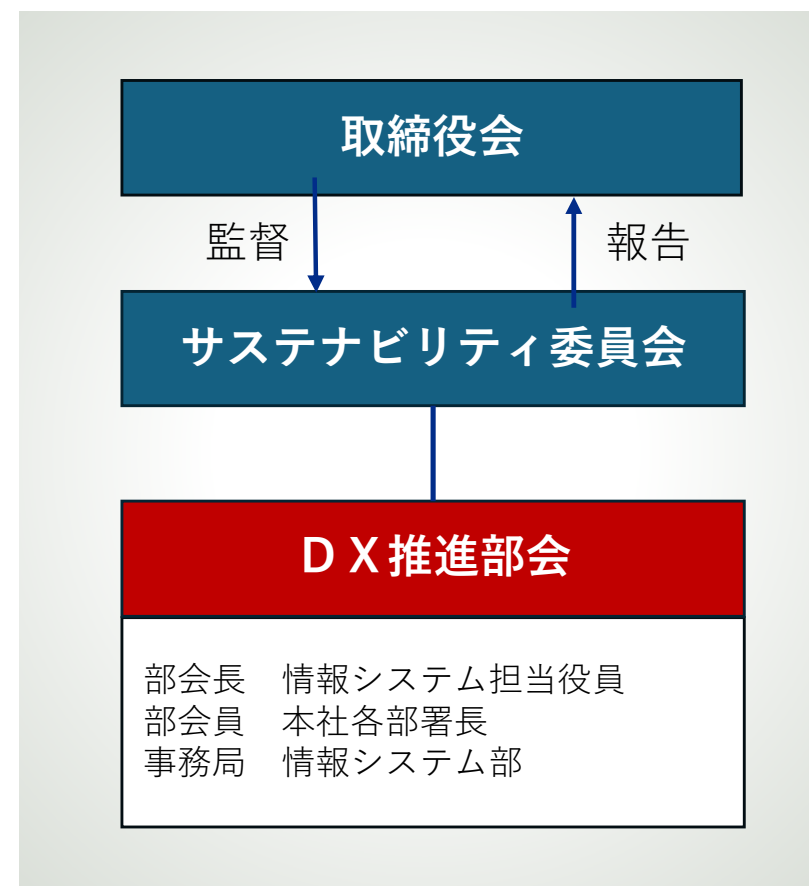 取締役会
監督
報告
サステナビリティ委員会
ＤＸ推進部会
部会長　情報システム担当役員
部会員　本社各部署長
事務局　情報システム部